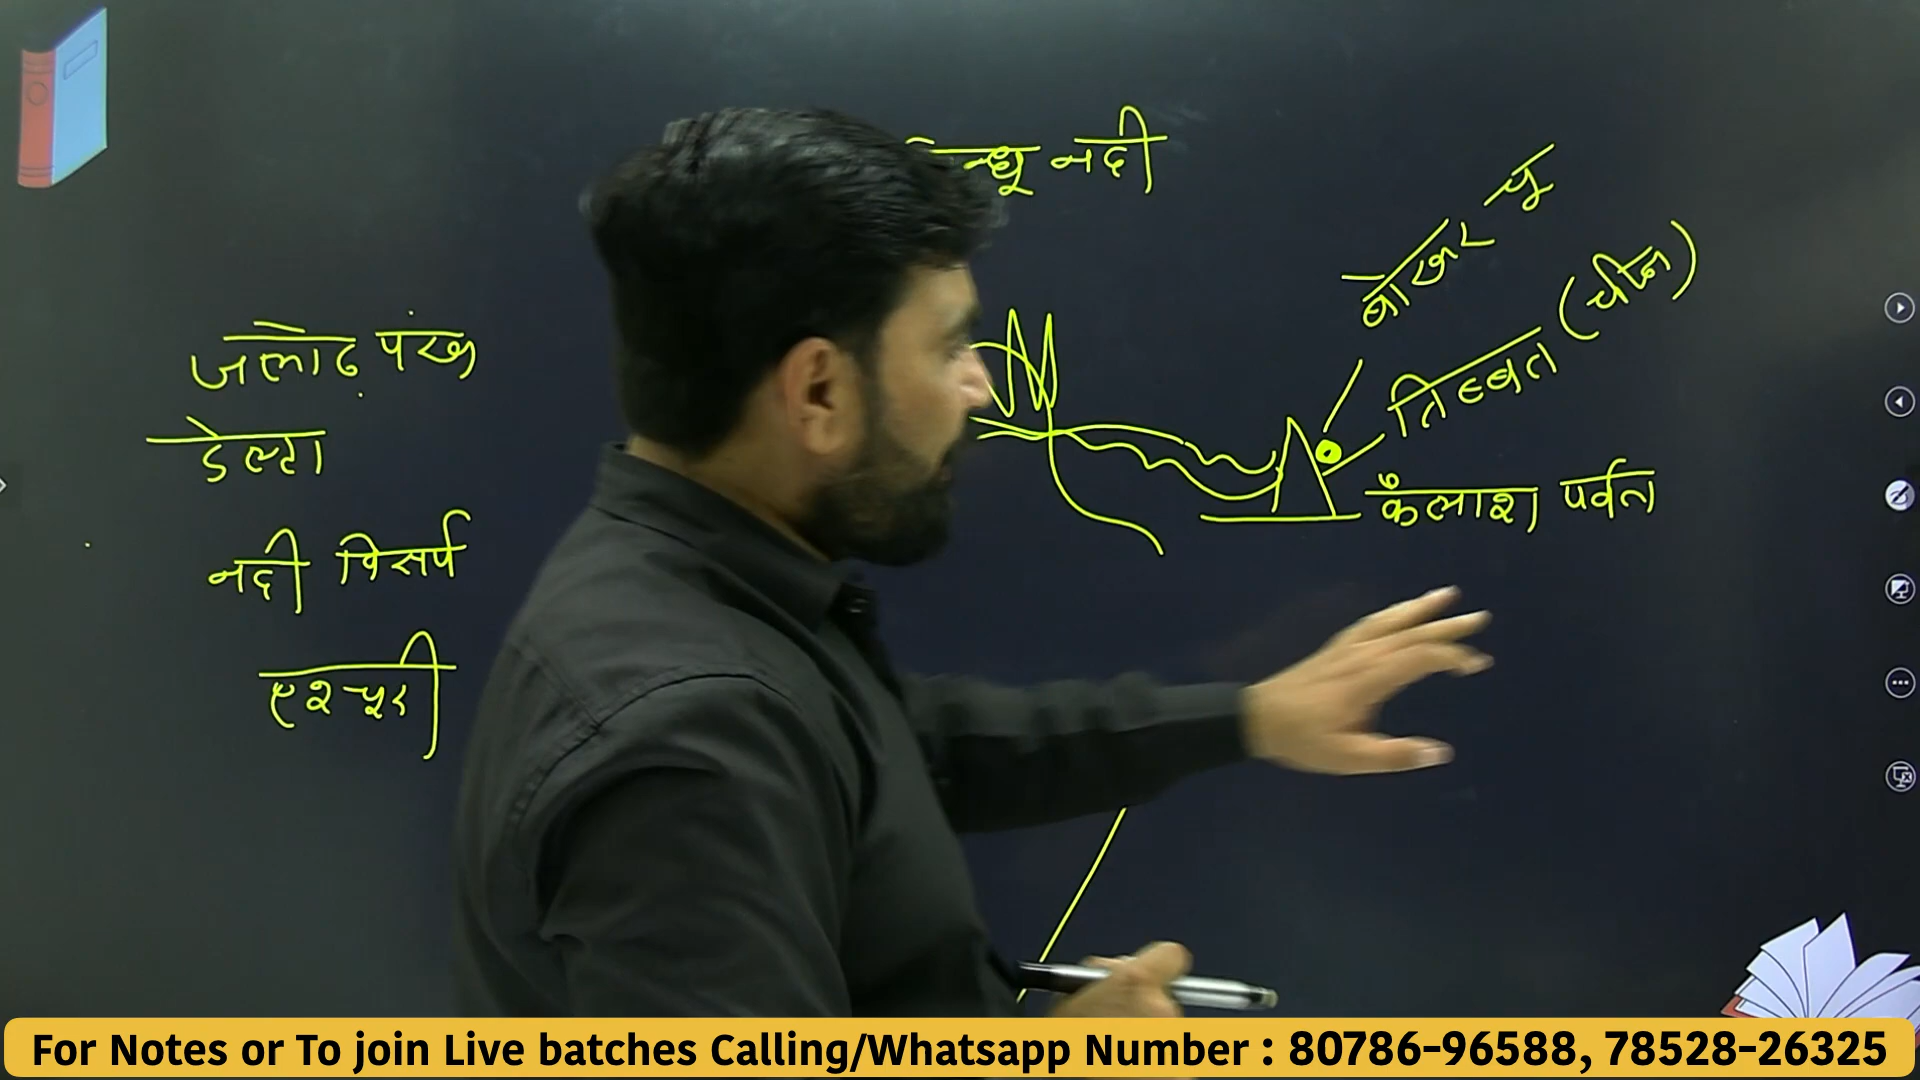 न्धू नदी
बोखर चू
तिब्बत (चीन)
कैलाश पर्वत
जलोढ़ पंख
डेल्टा
नदी विसर्प
एश्चुरी
For Notes or To join Live batches Calling/Whatsapp Number : 80786-96588, 78528-26325